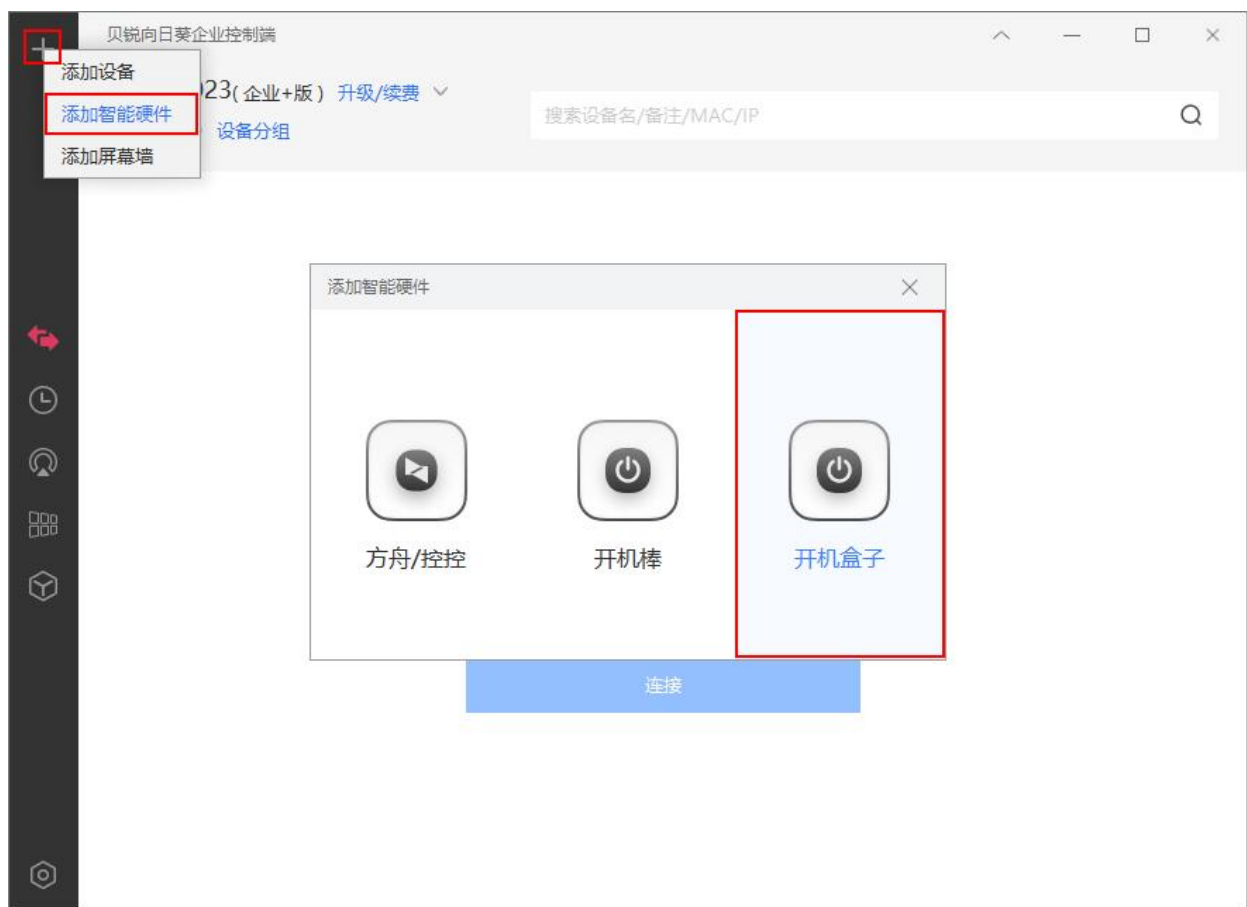 贝锐向日葵企业控制端
添加设备
023(企业+版) 升级/续费
添加智能硬件
搜索设备名/备注/MAC/IP
设备分组
添加屏幕墙
添加智能硬件
方舟/控控
开机棒
开机盒子
连接